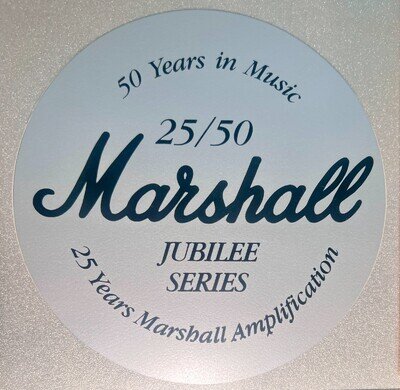 50 Years in Music
25/50
Marshall
JUBILEE
SERIES
25 Years Marshall Amplification